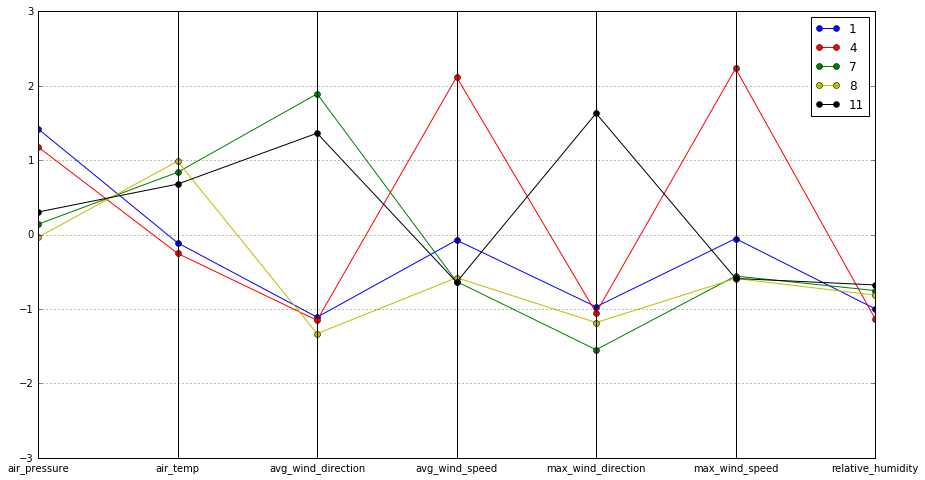 3
2
1
0
−1
−2
−3
air_pressure
air_temp
avg_wind_direction
avg_wind_speed
max_wind_direction
max_wind_speed
relative_humidity
1
4
7
8
11